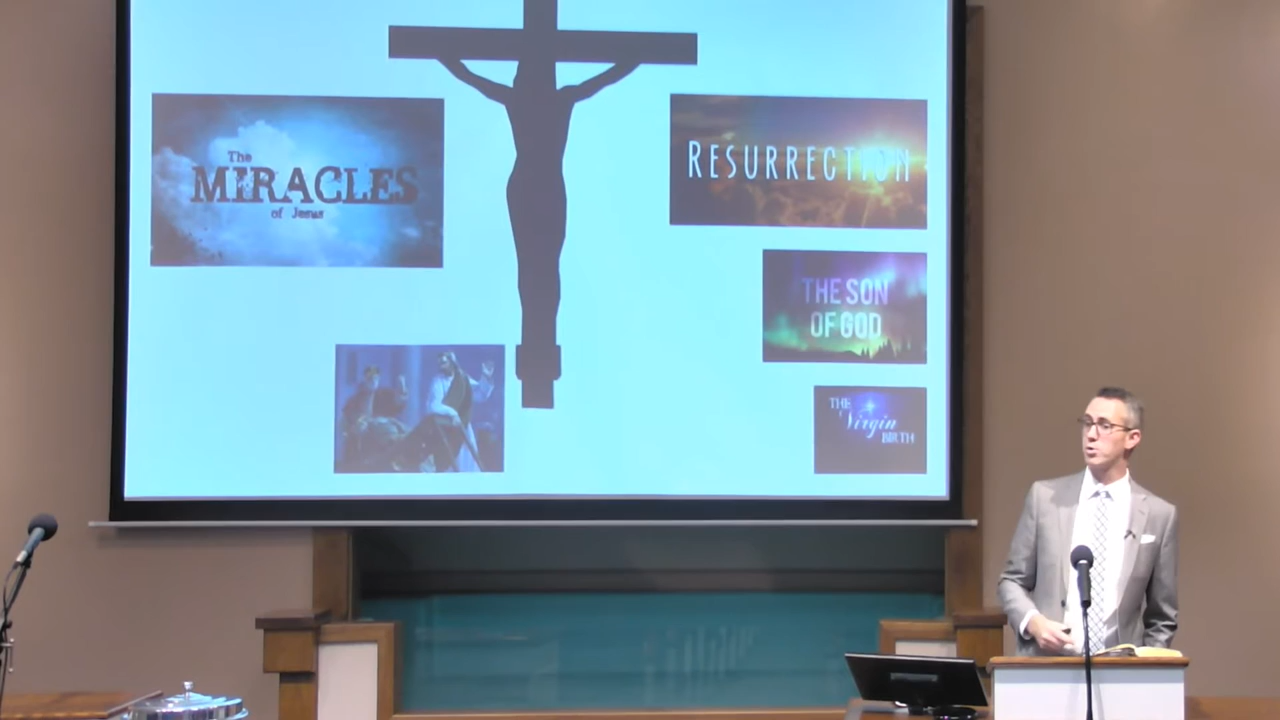 The
MIRACLES
of Jesus
RESURRECTION
THE SON
OF GOD
THE
Virgin
BIRTH